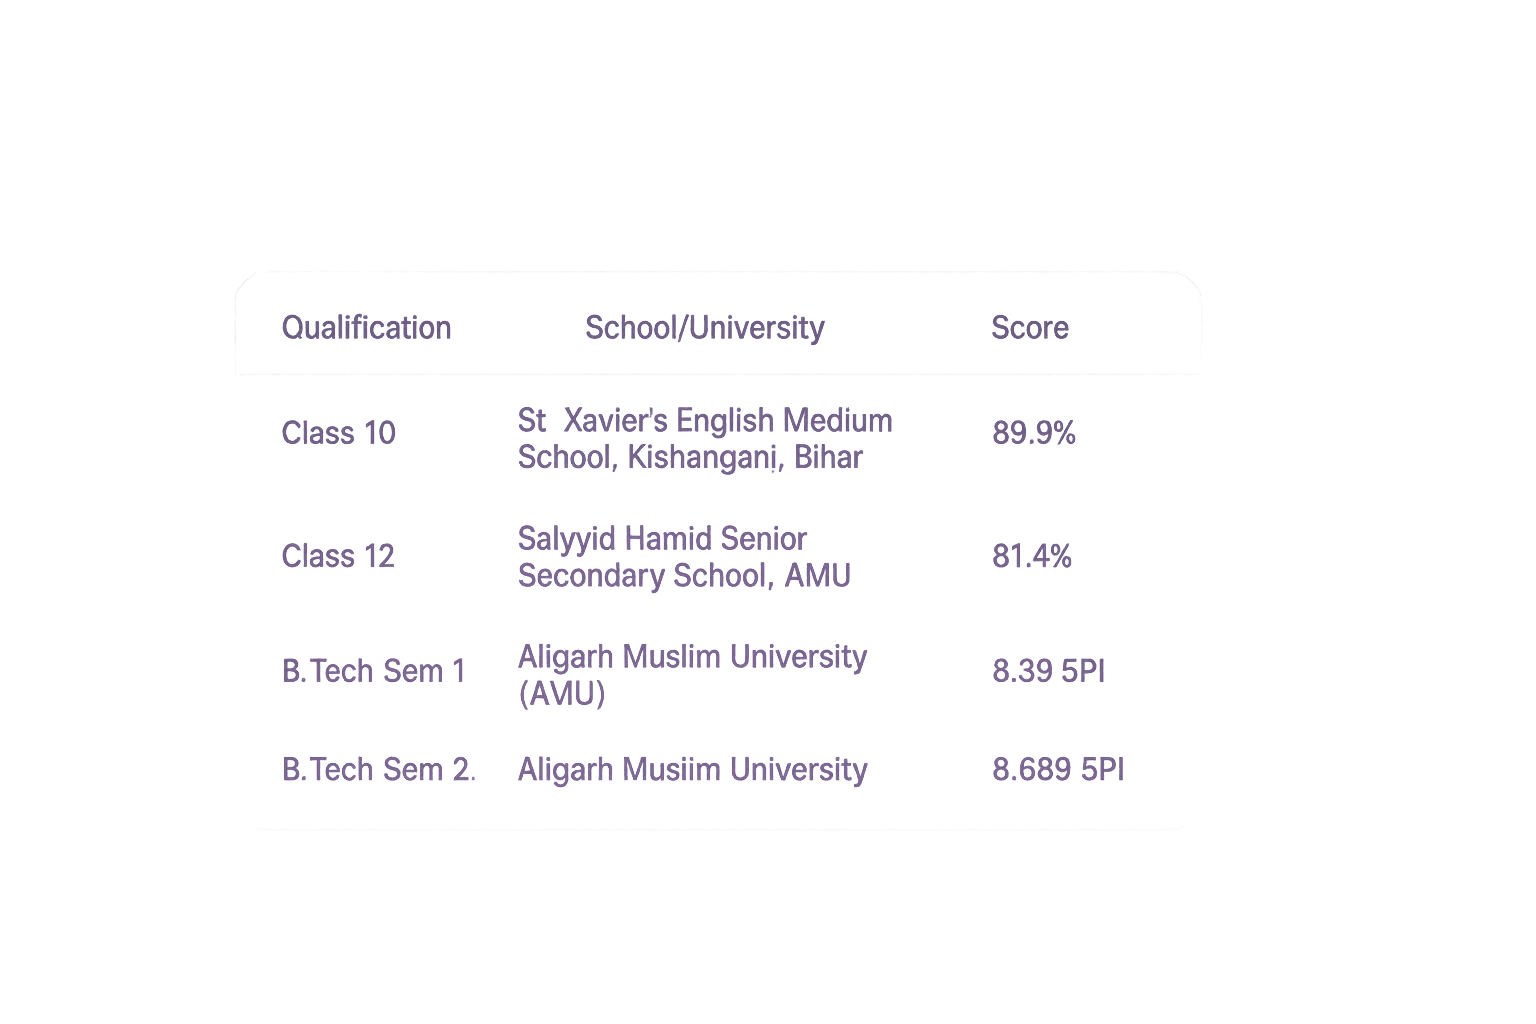 Qualification School/University Score
Class 10
St Xavier's English Medium
School, Kishangani, Bihar
89.9%
Class 12
Salyyid Hamid Senior
Secondary School, AMU
81.4%
B.Tech Sem 1
Aligarh Muslim University
(AMU)
8.39 5PI
B.Tech Sem 2.
Aligarh Musiim University
8.689 5PI